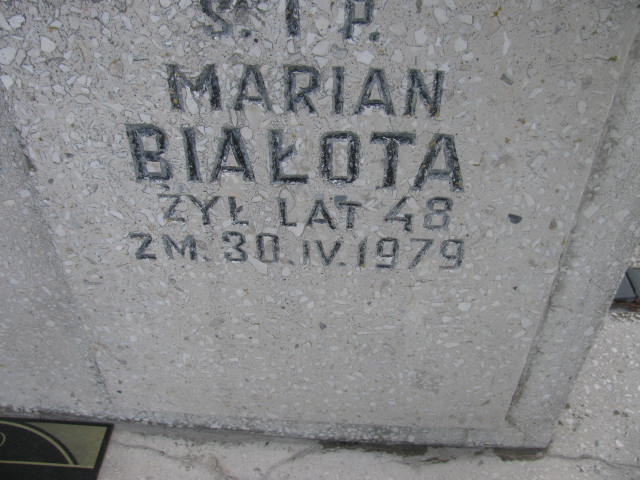 Ś. † P.
MARIAN
BIAŁOTA
ŻYŁ LAT 48
ZM. 30.IV.1979